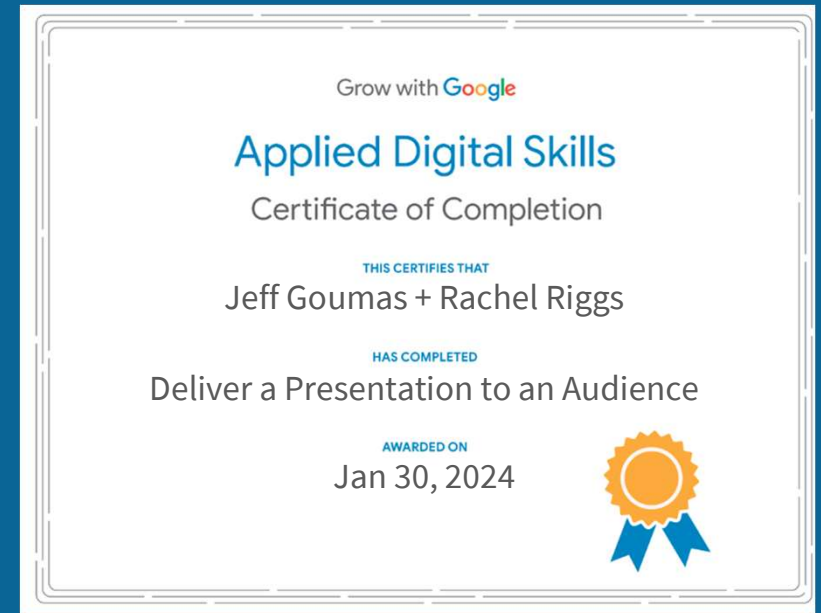 Grow with Google
Applied Digital Skills
Certificate of Completion
THIS CERTIFIES THAT
Jeff Goumas + Rachel Riggs
HAS COMPLETED
Deliver a Presentation to an Audience
AWARDED ON
Jan 30, 2024